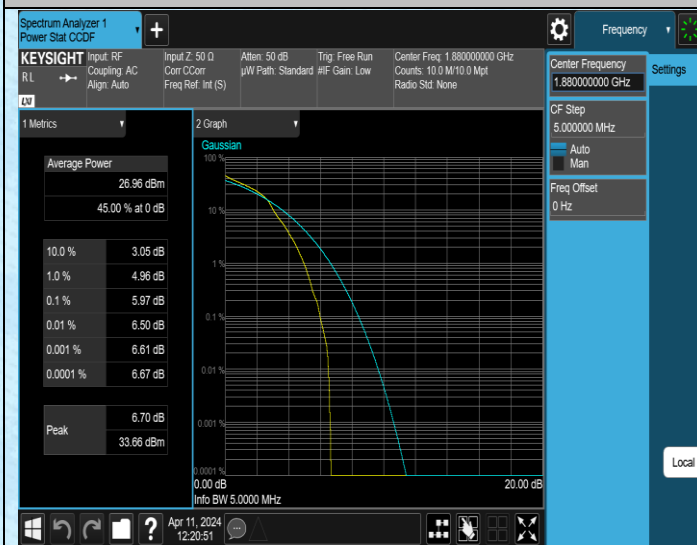 Spectrum Analyzer 1
Power Stat CCDF
Frequency
KEYSIGHT
RL
LXI
Input: RF
Coupling: AC
Align: Auto
Input Z: 50 Ω
Corr CCorr
Freq Ref: Int (S)
Atten: 50 dB
µW Path: Standard
Trig: Free Run
#IF Gain: Low
Center Freq: 1.880000000 GHz
Counts: 10.0 M/10.0 Mpt
Radio Std: None
Center Frequency
1.880000000 GHz
Settings
CF Step
5.000000 MHz
Auto
Man
Freq Offset
0 Hz
1 Metrics
Average Power
26.96 dBm
45.00 % at 0 dB
10.0 % 3.05 dB
1.0 % 4.96 dB
0.1 % 5.97 dB
0.01 % 6.50 dB
0.001 % 6.61 dB
0.0001 % 6.67 dB
Peak
6.70 dB
33.66 dBm
2 Graph
Gaussian
100 %
10 %
1 %
0.1 %
0.01 %
0.001 %
0.0001 %
0.00 dB 20.00 dB
Info BW 5.0000 MHz
Local
?
Apr 11, 2024
12:20:51